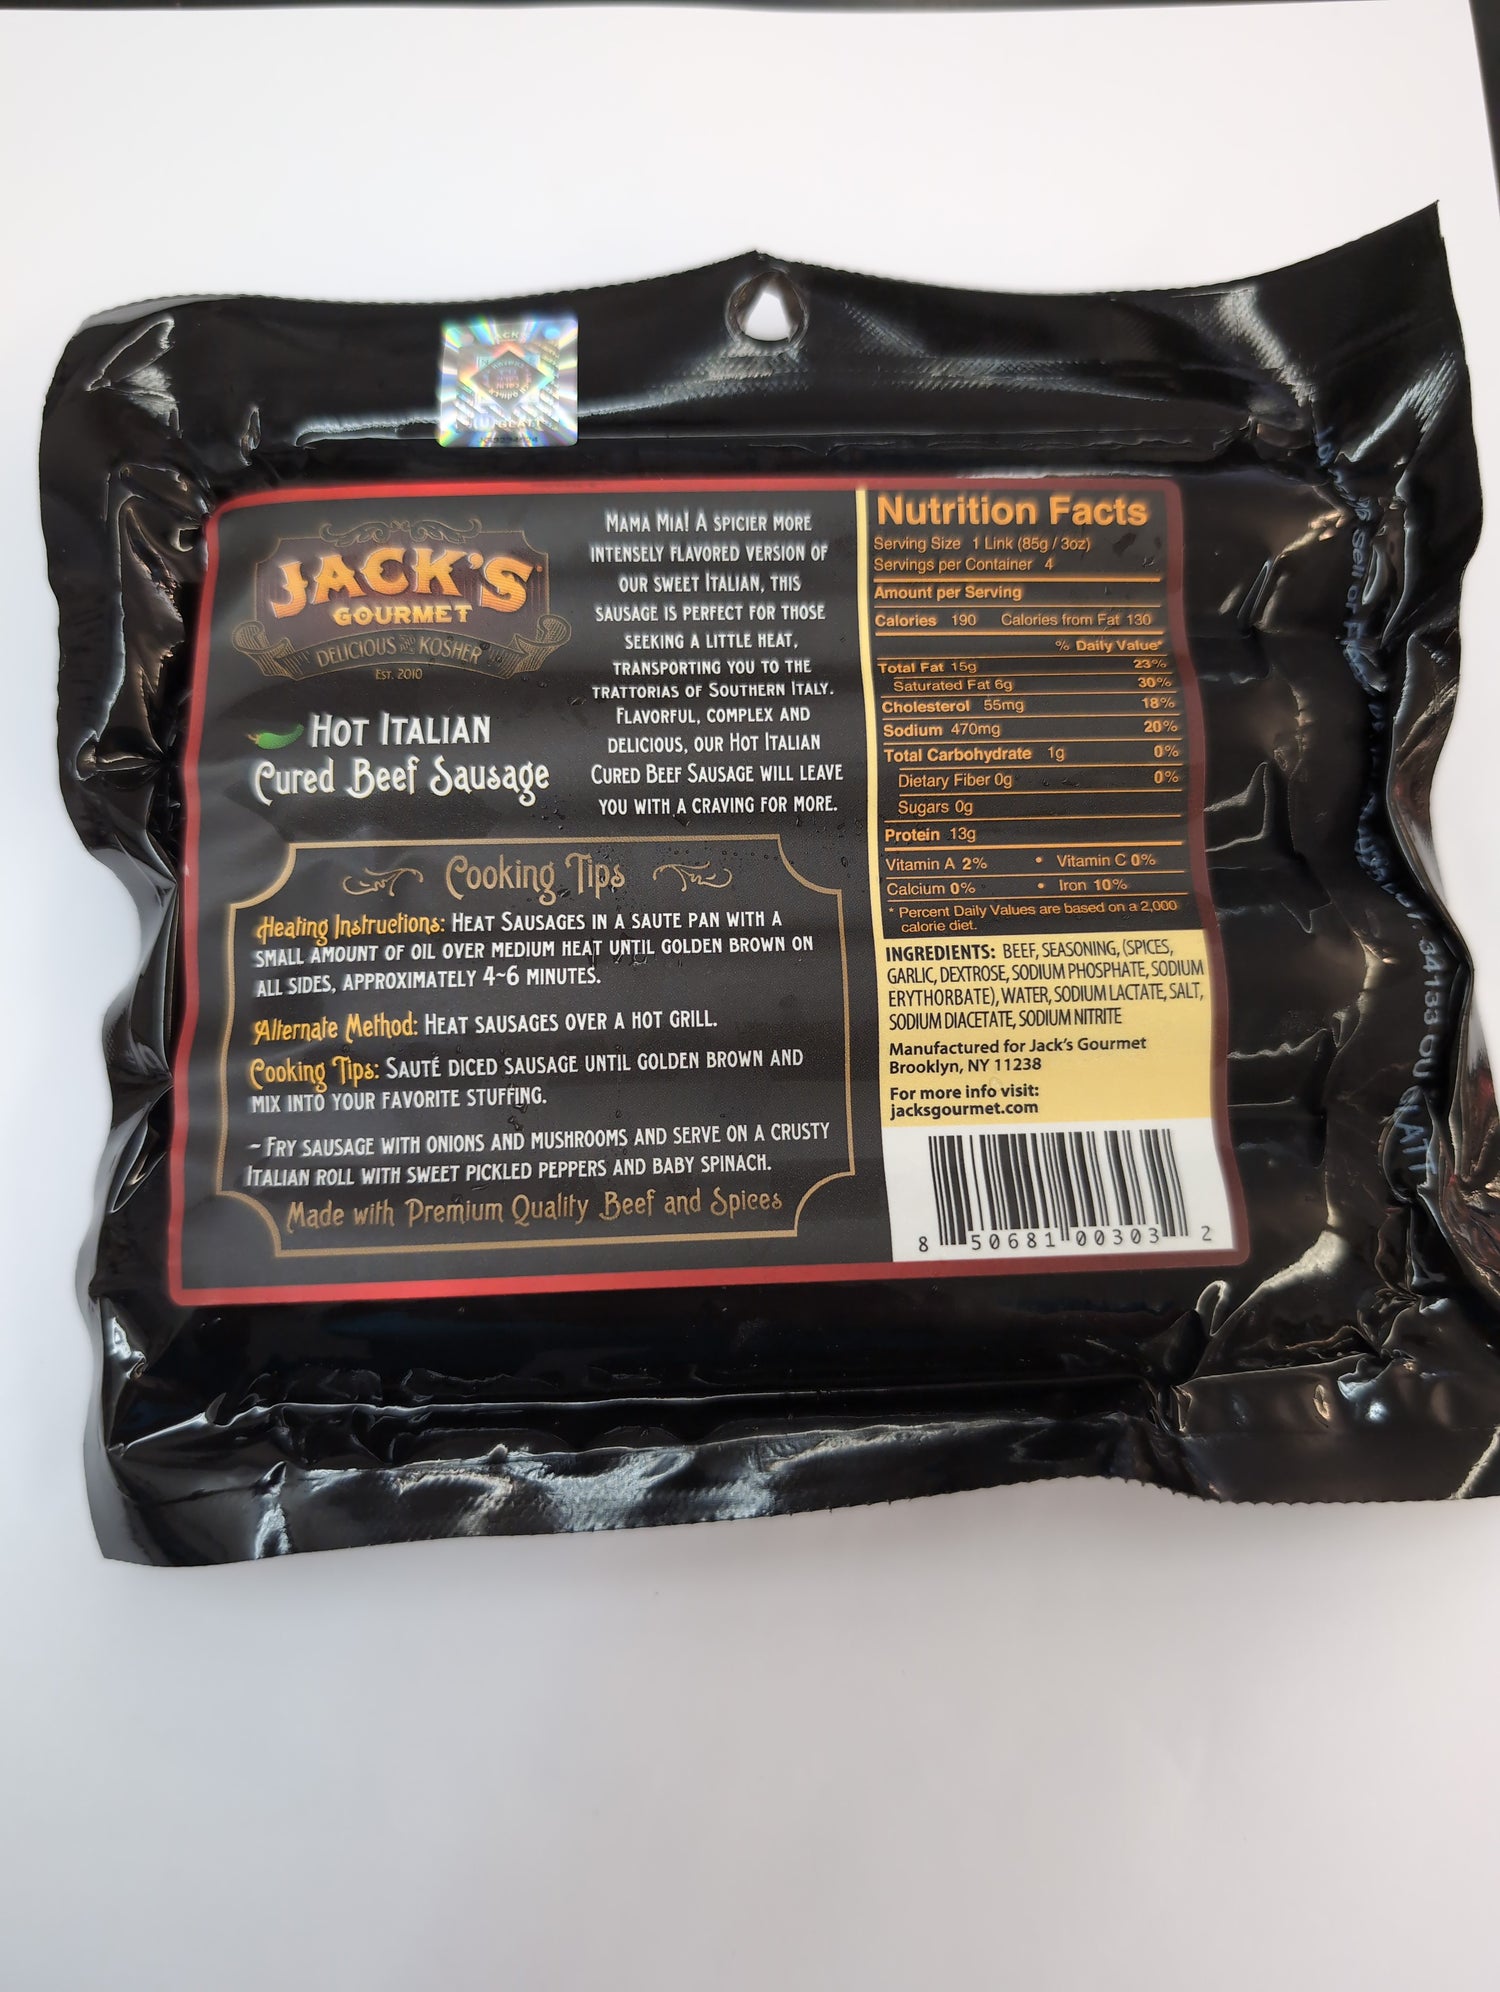 JACK'S
GOURMET
DELICIOUS AND KOSHER
EST. 2010
HOT ITALIAN
Cured Beef Sausage
MAMA MIA! A SPICIER MORE
INTENSELY FLAVORED VERSION OF
OUR SWEET ITALIAN, THIS
SAUSAGE IS PERFECT FOR THOSE
SEEKING A LITTLE HEAT,
TRANSPORTING YOU TO THE
TRATTORIAS OF SOUTHERN ITALY.
FLAVORFUL, COMPLEX AND
DELICIOUS, OUR HOT ITALIAN
CURED BEEF SAUSAGE WILL LEAVE
YOU WITH A CRAVING FOR MORE.
Cooking Tips
Heating Instructions: HEAT SAUSAGES IN A SAUTE PAN WITH A
SMALL AMOUNT OF OIL OVER MEDIUM HEAT UNTIL GOLDEN BROWN ON
ALL SIDES, APPROXIMATELY 4~6 MINUTES.
Alternate Method: HEAT SAUSAGES OVER A HOT GRILL.
Cooking Tips: SAUTÉ DICED SAUSAGE UNTIL GOLDEN BROWN AND
MIX INTO YOUR FAVORITE STUFFING.
~ FRY SAUSAGE WITH ONIONS AND MUSHROOMS AND SERVE ON A CRUSTY
ITALIAN ROLL WITH SWEET PICKLED PEPPERS AND BABY SPINACH.
Made with Premium Quality Beef and Spices
Nutrition Facts
Serving Size 1 Link (85g / 3oz)
Servings per Container 4
Amount per Serving
Calories 190 Calories from Fat 130
% Daily Value*
Total Fat 15g 23%
Saturated Fat 6g 30%
Cholesterol 55mg 18%
Sodium 470mg 20%
Total Carbohydrate 1g 0%
Dietary Fiber 0g 0%
Sugars 0g
Protein 13g
Vitamin A 2% • Vitamin C 0%
Calcium 0% • Iron 10%
* Percent Daily Values are based on a 2,000
calorie diet.
INGREDIENTS: BEEF, SEASONING, (SPICES,
GARLIC, DEXTROSE, SODIUM PHOSPHATE, SODIUM
ERYTHORBATE), WATER, SODIUM LACTATE, SALT,
SODIUM DIACETATE, SODIUM NITRITE
Manufactured for Jack's Gourmet
Brooklyn, NY 11238
For more info visit:
jacksgourmet.com
8 50681 00303 2
Sell or
34133 OU GLATT